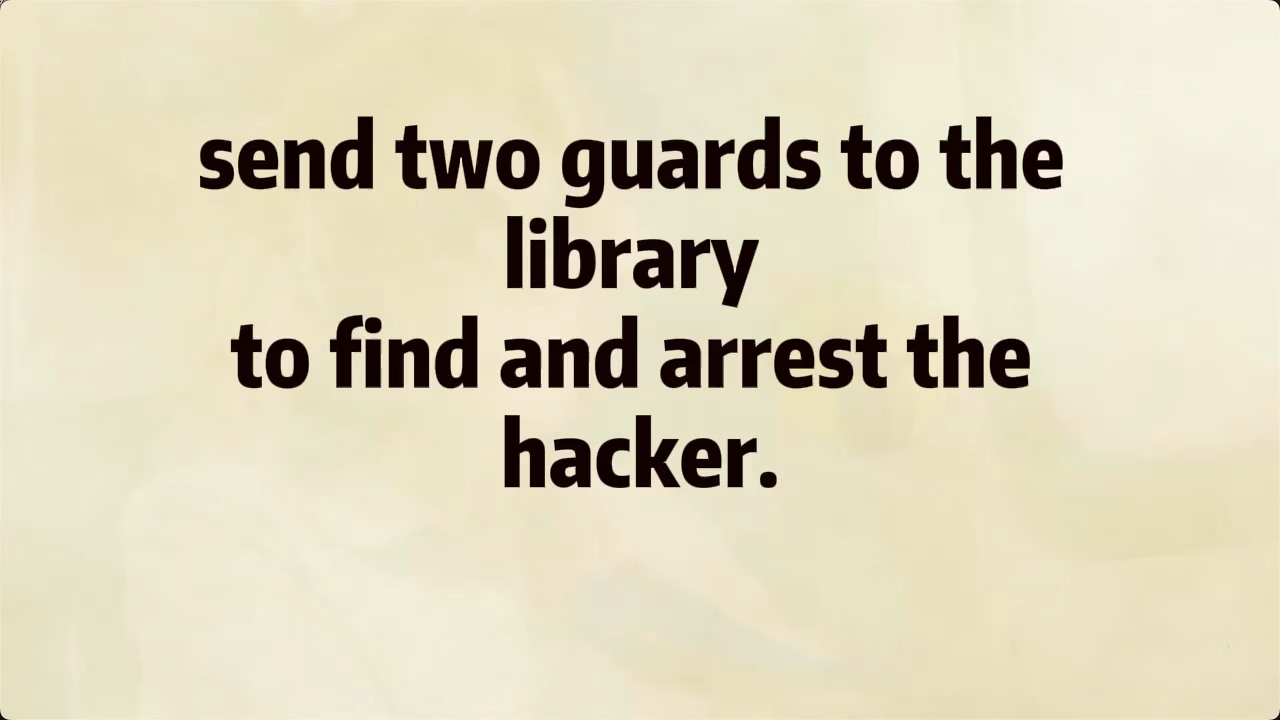 send two guards to the
library
to find and arrest the
hacker.